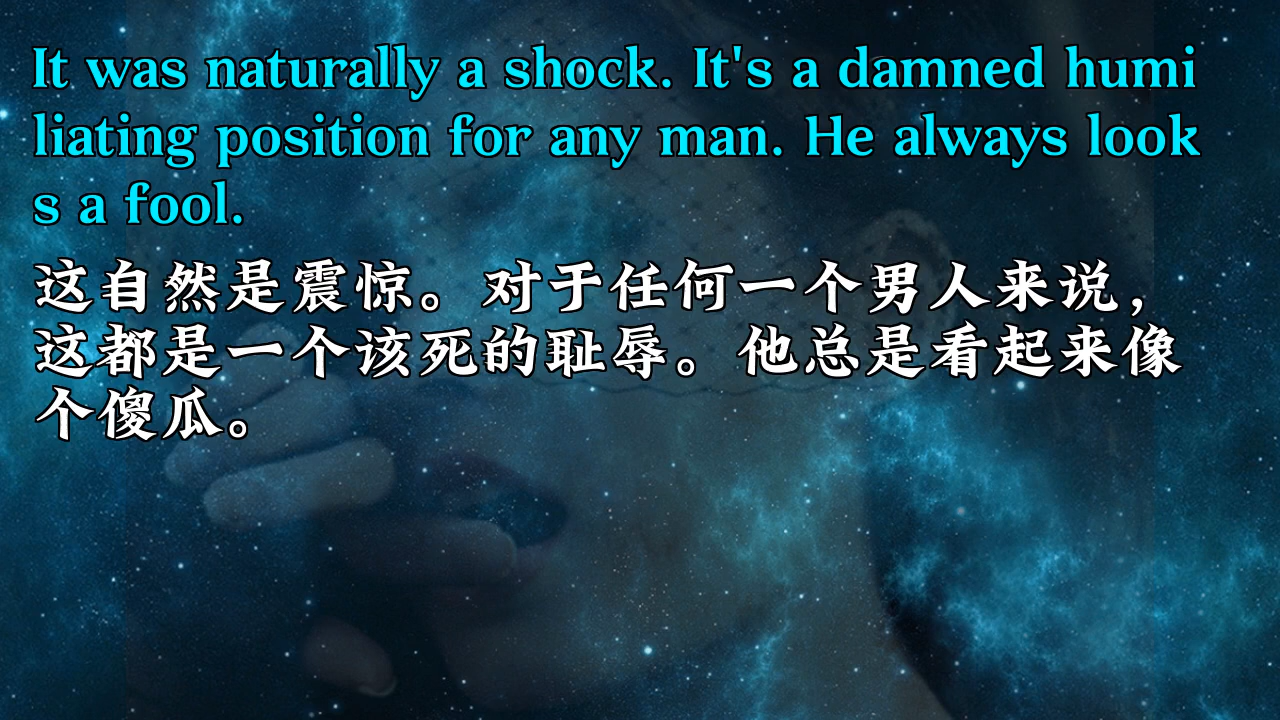 It was naturally a shock. It's a damned humi
liating position for any man. He always look
s a fool.
这自然是震惊。对于任何一个男人来说，
这都是一个该死的耻辱。他总是看起来像
个傻瓜。